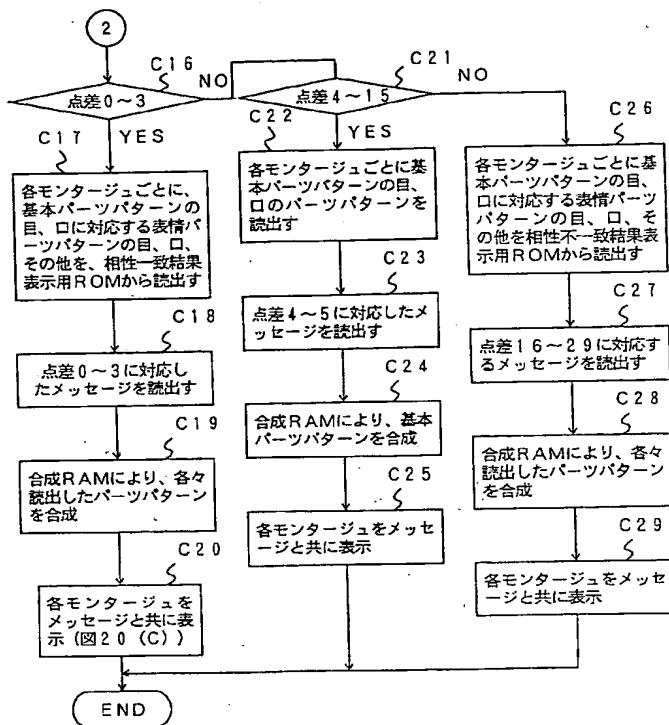 2
C16
点差0~3
NO
YES
C17
各モンタージュごとに、
基本パーツパターンの
目、口に対応する表情パ
ーツパターンの目、口、
その他を、相性一致結果
表示用ROMから読出す
C18
点差0~3に対応し
たメッセージを読出す
C19
合成RAMにより、各々
読出したパーツパターン
を合成
C20
各モンタージュを
メッセージと共に表
示(図20(C))
END
C21
点差4~15
NO
YES
C22
各モンタージュごとに基
本パーツパターンの目、
口のパーツパターンを
読出す
C23
点差4~5に対応したメ
ッセージを読出す
C24
合成RAMにより、基本
パーツパターンを合成
C25
各モンタージュをメッセ
ージと共に表示
C26
各モンタージュごとに基
本パーツパターンの目、
口に対応する表情パーツ
パターンの目、口、そ
の他を相性不一致結果表
示用ROMから読出す
C27
点差16~29に対応す
るメッセージを読出す
C28
合成RAMにより、各々
読出したパーツパターン
を合成
C29
各モンタージュをメッセ
ージと共に表示